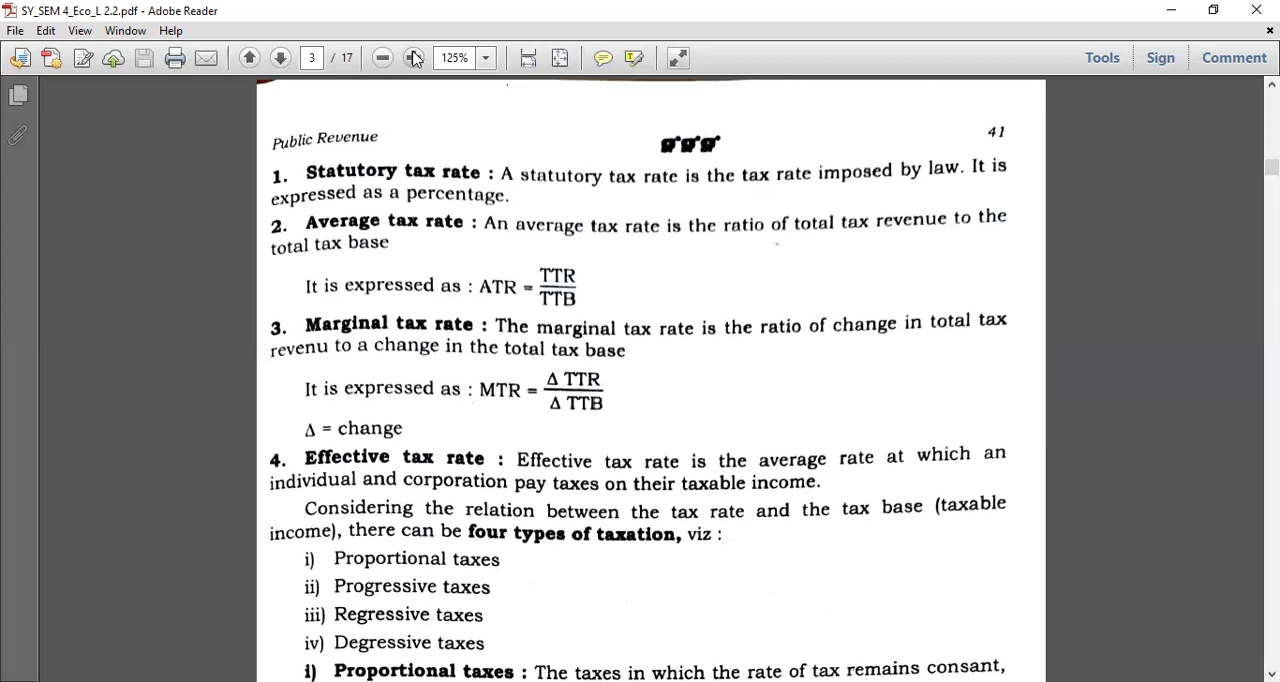 SY_SEM 4_Eco_L 2.2.pdf - Adobe Reader
File Edit View Window Help
3 / 17 125% Tools Sign Comment
Public Revenue 41
1. Statutory tax rate : A statutory tax rate is the tax rate imposed by law. It is
expressed as a percentage.
2. Average tax rate : An average tax rate is the ratio of total tax revenue to the
total tax base
It is expressed as : ATR = TTR
TTB
3. Marginal tax rate : The marginal tax rate is the ratio of change in total tax
revenu to a change in the total tax base
It is expressed as : MTR = Δ TTR
Δ TTB
Δ = change
4. Effective tax rate : Effective tax rate is the average rate at which an
individual and corporation pay taxes on their taxable income.
Considering the relation between the tax rate and the tax base (taxable
income), there can be four types of taxation, viz :
i) Proportional taxes
ii) Progressive taxes
iii) Regressive taxes
iv) Degressive taxes
i) Proportional taxes : The taxes in which the rate of tax remains consant,